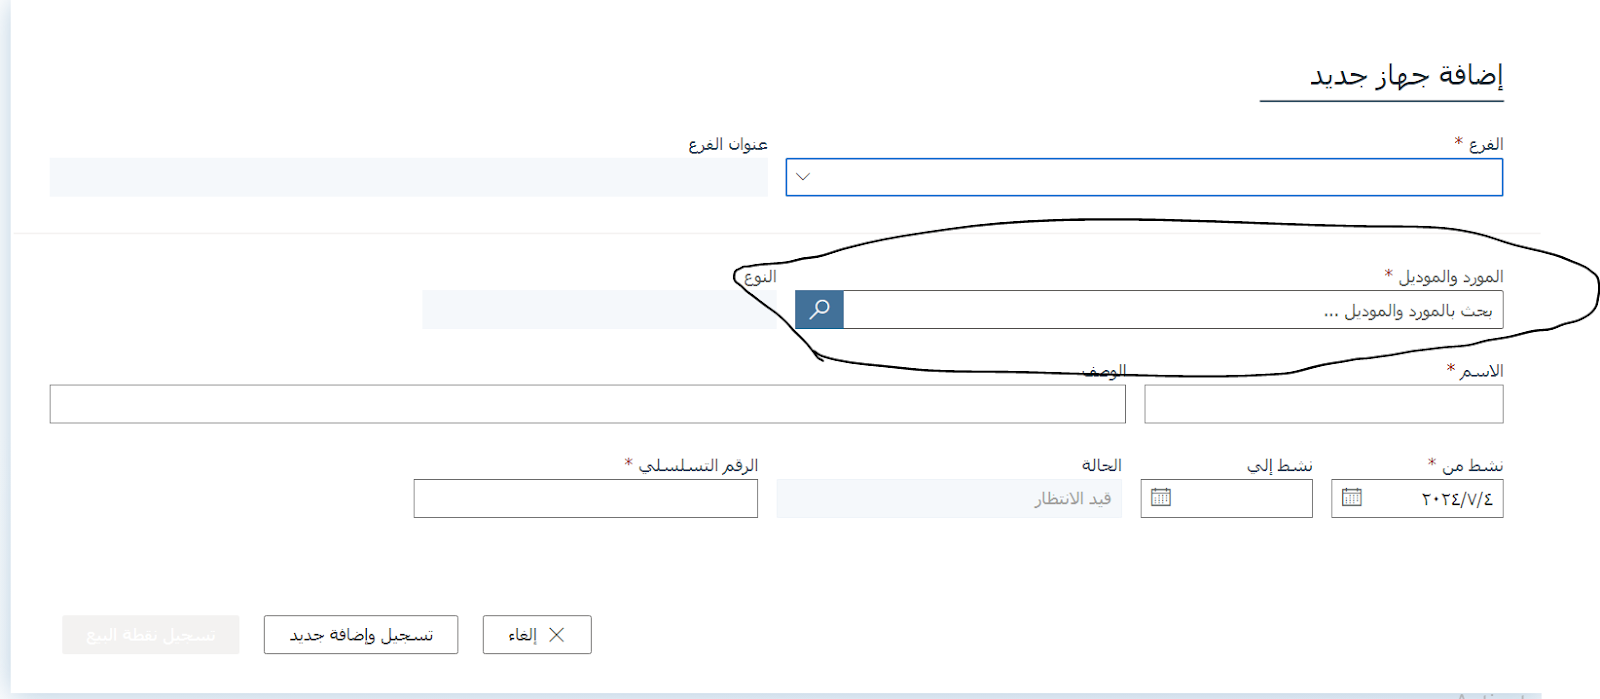 إضافة جهاز جديد
الفرع *
عنوان الفرع
المورد والموديل *
النوع
بحث بالمورد والموديل ...
الاسم *
الوصف
نشط من *
نشط إلي
الحالة
الرقم التسلسلي *
٢٠٢٤/٧/٤
قيد الانتظار
إلغاء
تسجيل وإضافة جديد
تسجيل نقطة البيع